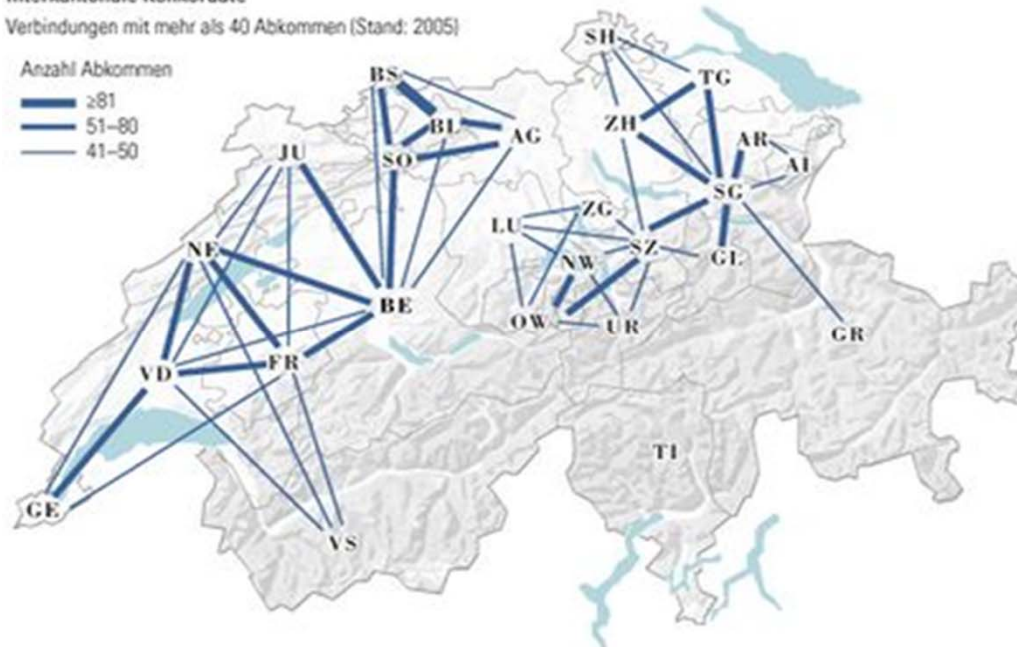 Verbindungen mit mehr als 40 Abkommen (Stand: 2005)
Anzahl Abkommen
≥81
51–80
41–50
SH
BS
TG
BL
ZH
AG
AR
JU
SO
AI
SG
ZG
LU
NE
SZ
NW
GL
BE
OW
UR
GR
FR
VD
TI
GE
VS